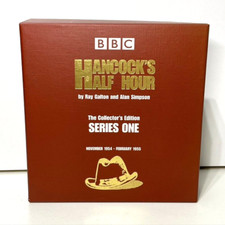 BBC
HANCOCK'S
HALF HOUR
by Ray Galton and Alan Simpson
The Collector's Edition
SERIES ONE
NOVEMBER 1954 - FEBRUARY 1955